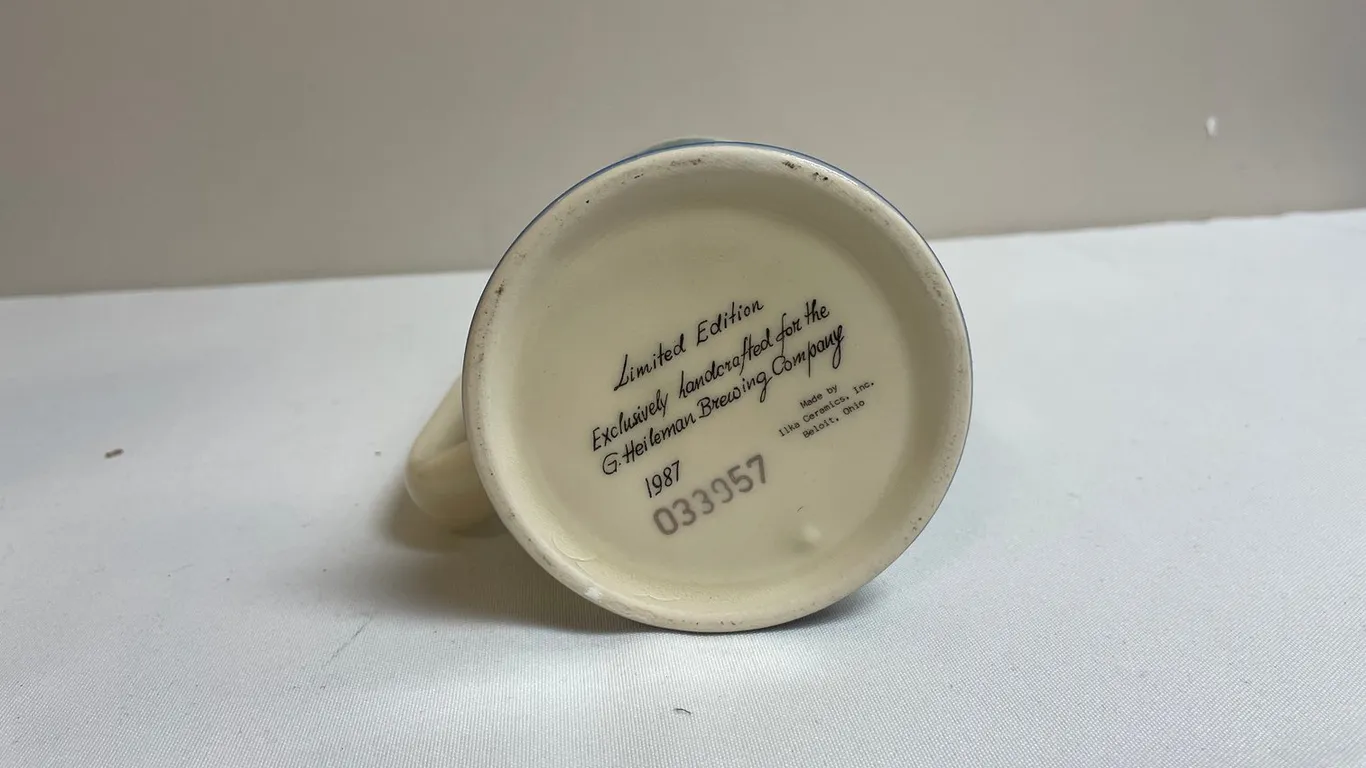 Limited Edition
Exclusively handcrafted for the
G. Heileman Brewing Company
1987
033957
Made by
Ilka Ceramics, Inc.
Beloit, Ohio